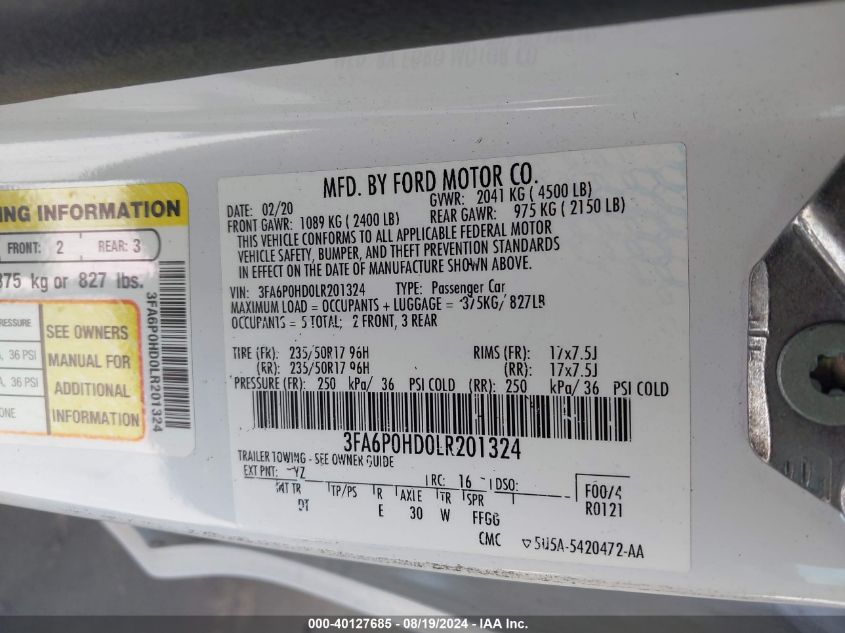 MFD. BY FORD MOTOR CO.
DATE: 02/20 GVWR: 2041 KG (4500 LB)
FRONT GAWR: 1089 KG (2400 LB) REAR GAWR: 975 KG (2150 LB)
THIS VEHICLE CONFORMS TO ALL APPLICABLE FEDERAL MOTOR
VEHICLE SAFETY, BUMPER, AND THEFT PREVENTION STANDARDS
IN EFFECT ON THE DATE OF MANUFACTURE SHOWN ABOVE.
VIN: 3FA6P0HD0LR201324 TYPE: Passenger Car
MAXIMUM LOAD = OCCUPANTS + LUGGAGE = 375KG/ 827LB
OCCUPANTS = 5 TOTAL; 2 FRONT, 3 REAR
TIRE (FR): 235/50R17 96H RIMS (FR): 17x7.5J
(RR): 235/50R17 96H (RR): 17x7.5J
PRESSURE (FR): 250 kPa/ 36 PSI COLD (RR): 250 kPa/ 36 PSI COLD
3FA6P0HD0LR201324
TRAILER TOWING - SEE OWNER GUIDE
EXT PNT: YZ RC: 16 DSO:
INT TR TP/PS R AXLE TR SPR
DT E 30 W FFGG
F00/4
R0121
CMC ▽5U5A-5420472-AA
NG INFORMATION
FRONT: 2 REAR: 3
375 kg or 827 lbs.
RESSURE
, 36 PSI
A, 36 PSI
ONE
SEE OWNERS
MANUAL FOR
ADDITIONAL
INFORMATION
3FA6P0HD0LR201324
000-40127685 - 08/19/2024 - IAAI Inc.